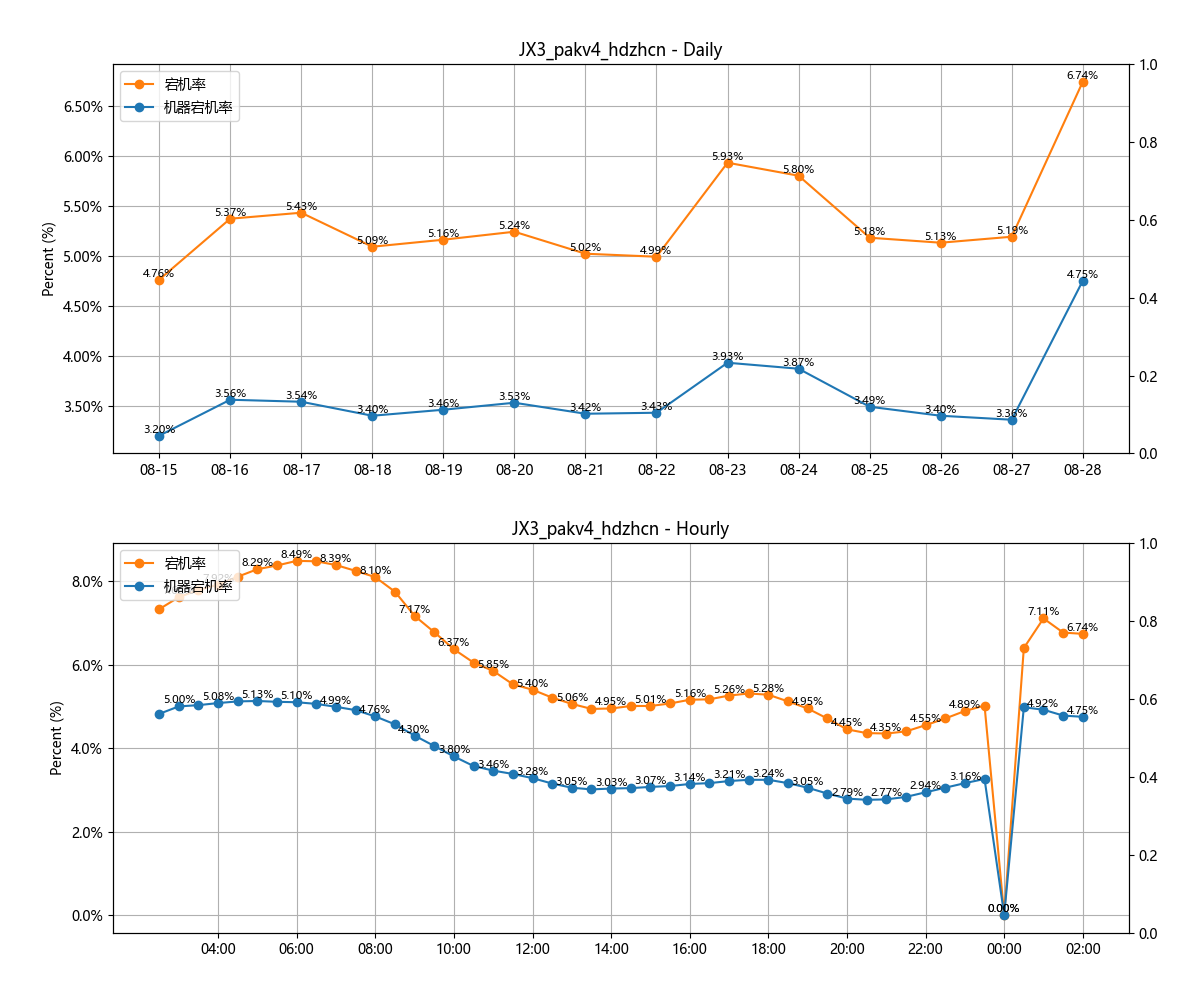 JX3_pakv4_hdzhcn - Daily
宕机率
机器宕机率
Percent (%)
6.50%
6.00%
5.50%
5.00%
4.50%
4.00%
3.50%
1.0
0.8
0.6
0.4
0.2
0.0
4.76% 5.37% 5.43% 5.09% 5.16% 5.24% 5.02% 4.99% 5.93% 5.80% 5.18% 5.13% 5.19% 6.74%
3.20% 3.56% 3.54% 3.40% 3.46% 3.53% 3.42% 3.43% 3.93% 3.87% 3.49% 3.40% 3.36% 4.75%
08-15 08-16 08-17 08-18 08-19 08-20 08-21 08-22 08-23 08-24 08-25 08-26 08-27 08-28
JX3_pakv4_hdzhcn - Hourly
宕机率
机器宕机率
Percent (%)
8.0%
6.0%
4.0%
2.0%
0.0%
1.0
0.8
0.6
0.4
0.2
0.0
8.29% 8.49% 8.39% 8.10% 7.17% 6.37% 5.85% 5.40% 5.06% 4.95% 5.01% 5.16% 5.26% 5.28% 4.95% 4.45% 4.35% 4.55% 4.89% 0.00% 7.11% 6.74%
5.00% 5.08% 5.13% 5.10% 4.99% 4.76% 4.30% 3.80% 3.46% 3.28% 3.05% 3.03% 3.07% 3.14% 3.21% 3.24% 3.05% 2.79% 2.77% 2.94% 3.16% 0.00% 4.92% 4.75%
04:00 06:00 08:00 10:00 12:00 14:00 16:00 18:00 20:00 22:00 00:00 02:00